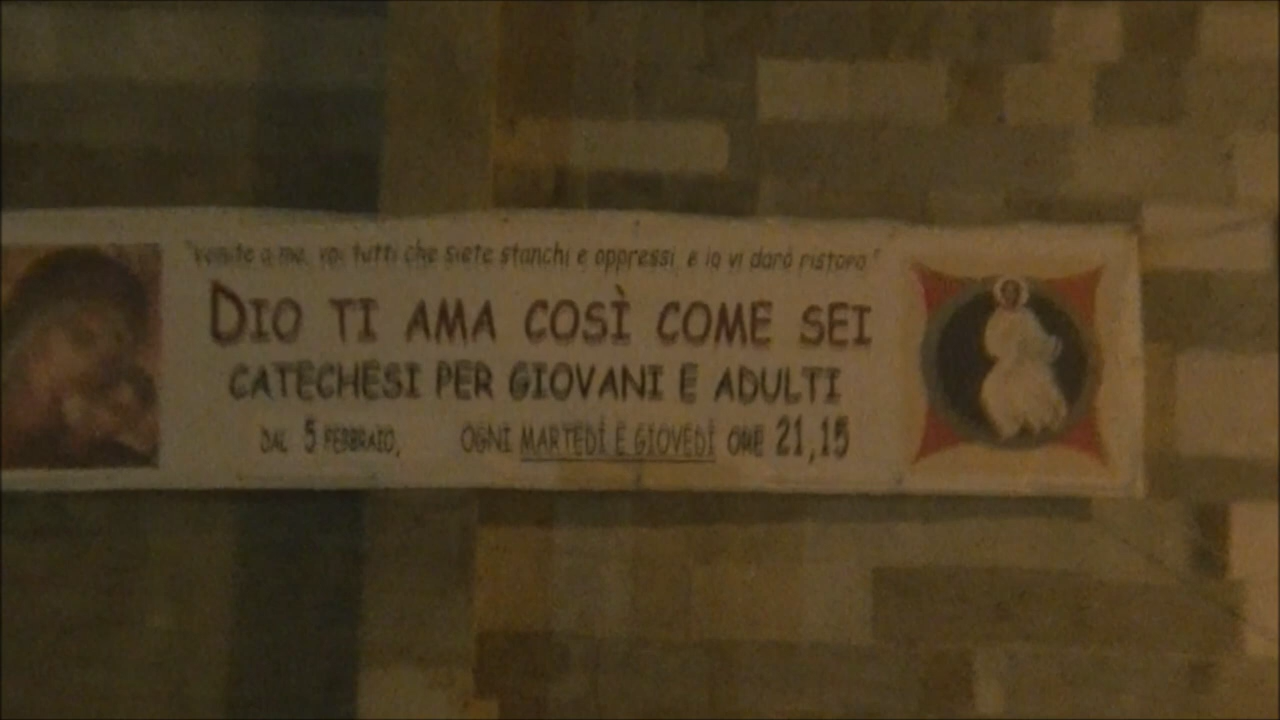 "Venite a me, voi tutti che siete stanchi e oppressi, e io vi darò ristoro"
DIO TI AMA COSÌ COME SEI
CATECHESI PER GIOVANI E ADULTI
DAL 5 FEBBRAIO, OGNI MARTEDÌ E GIOVEDÌ ORE 21,15